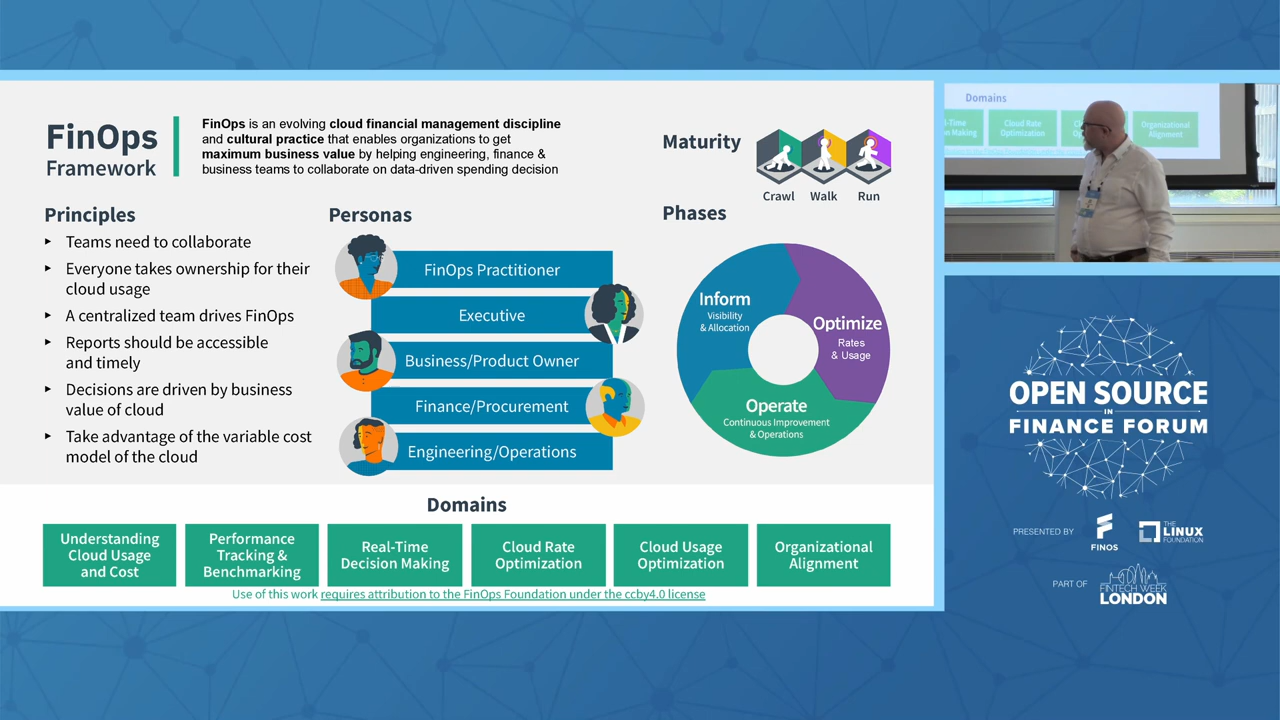 FinOps
Framework
FinOps is an evolving cloud financial management discipline
and cultural practice that enables organizations to get
maximum business value by helping engineering, finance &
business teams to collaborate on data-driven spending decision
Maturity
Crawl Walk Run
Principles
▸ Teams need to collaborate
▸ Everyone takes ownership for their
cloud usage
▸ A centralized team drives FinOps
▸ Reports should be accessible
and timely
▸ Decisions are driven by business
value of cloud
▸ Take advantage of the variable cost
model of the cloud
Personas
FinOps Practitioner
Executive
Business/Product Owner
Finance/Procurement
Engineering/Operations
Phases
Inform
Visibility
& Allocation
Optimize
Rates
& Usage
Operate
Continuous Improvement
& Operations
Domains
Understanding
Cloud Usage
and Cost
Performance
Tracking &
Benchmarking
Real-Time
Decision Making
Cloud Rate
Optimization
Cloud Usage
Optimization
Organizational
Alignment
Use of this work requires attribution to the FinOps Foundation under the ccby4.0 license
Domains
Cloud Rate
Optimization
Organizational
Alignment
OPEN SOURCE
IN
FINANCE FORUM
PRESENTED BY
FINOS
THE
LINUX
FOUNDATION
PART OF
FINTECH WEEK
LONDON